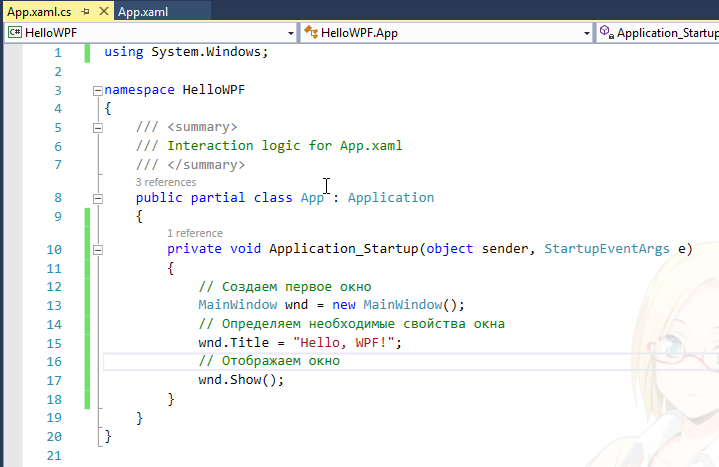 App.xaml.cs App.xaml
HelloWPF HelloWPF.App Application_Startup
1 using System.Windows;
2
3 namespace HelloWPF
4 {
5 /// <summary>
6 /// Interaction logic for App.xaml
7 /// </summary>
3 references
8 public partial class App : Application
9 {
1 reference
10 private void Application_Startup(object sender, StartupEventArgs e)
11 {
12 // Создаем первое окно
13 MainWindow wnd = new MainWindow();
14 // Определяем необходимые свойства окна
15 wnd.Title = "Hello, WPF!";
16 // Отображаем окно
17 wnd.Show();
18 }
19 }
20 }
21